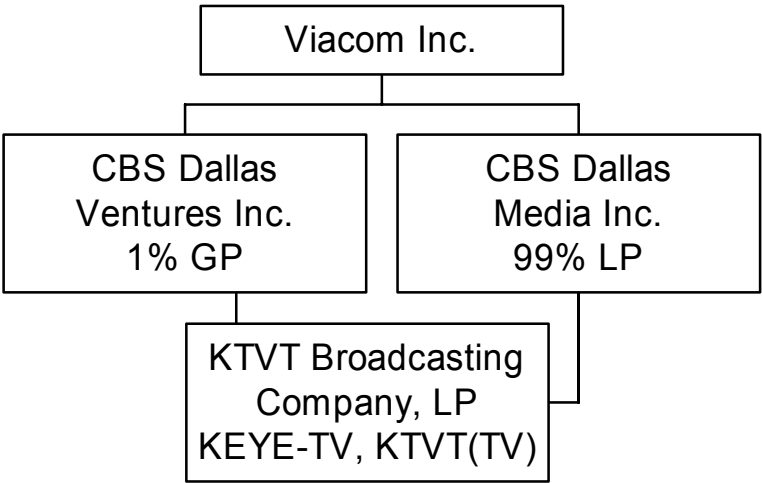 Viacom Inc.
CBS Dallas
Ventures Inc.
1% GP
CBS Dallas
Media Inc.
99% LP
KTVT Broadcasting
Company, LP
KEYE-TV, KTVT(TV)